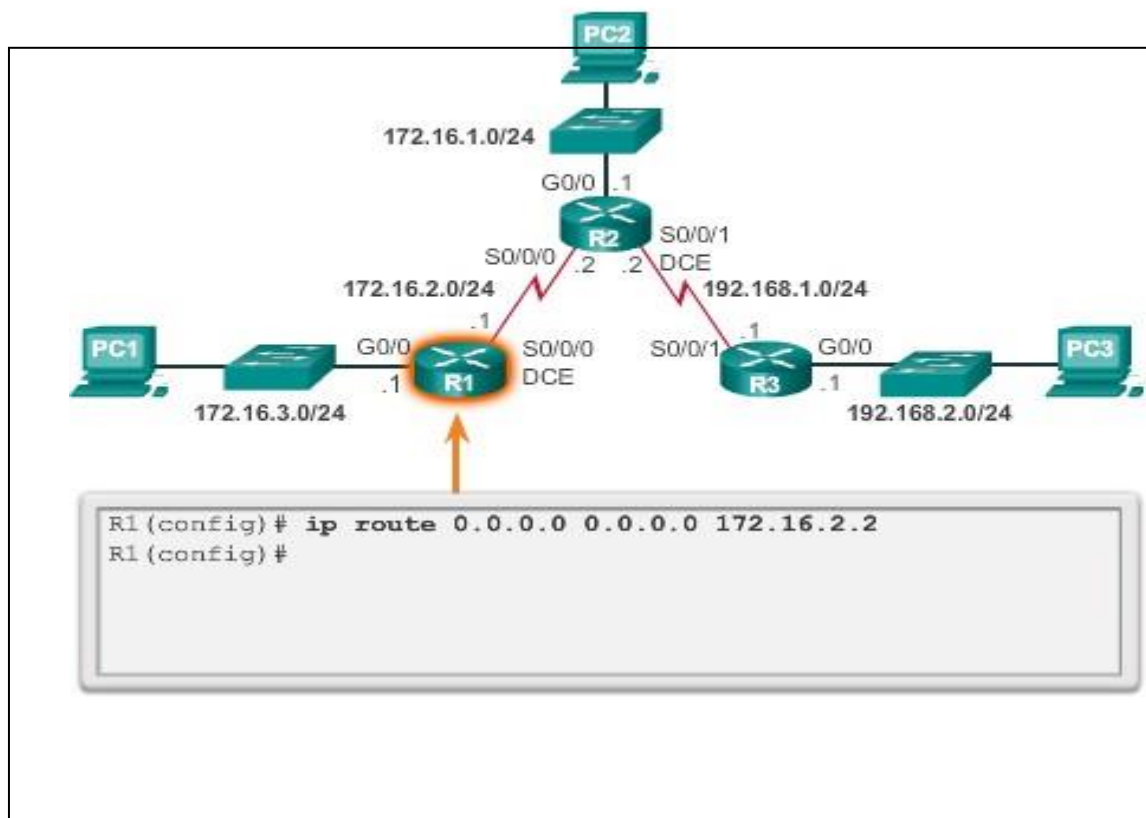 PC2
172.16.1.0/24
G0/0
.1
R2
S0/0/1
DCE
S0/0/0
.2
.2
172.16.2.0/24
192.168.1.0/24
.1
.1
PC1
G0/0
S0/0/0
DCE
S0/0/1
G0/0
PC3
.1
R1
R3
.1
172.16.3.0/24
192.168.2.0/24
R1(config)# ip route 0.0.0.0 0.0.0.0 172.16.2.2
R1(config)#